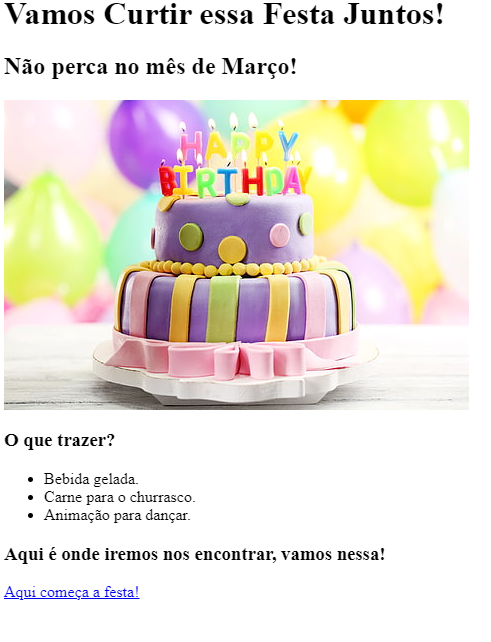 Vamos Curtir essa Festa Juntos!
Não perca no mês de Março!
HAPPY
BIRTHDAY
O que trazer?
Bebida gelada.
Carne para o churrasco.
Animação para dançar.
Aqui é onde iremos nos encontrar, vamos nessa!
Aqui começa a festa!